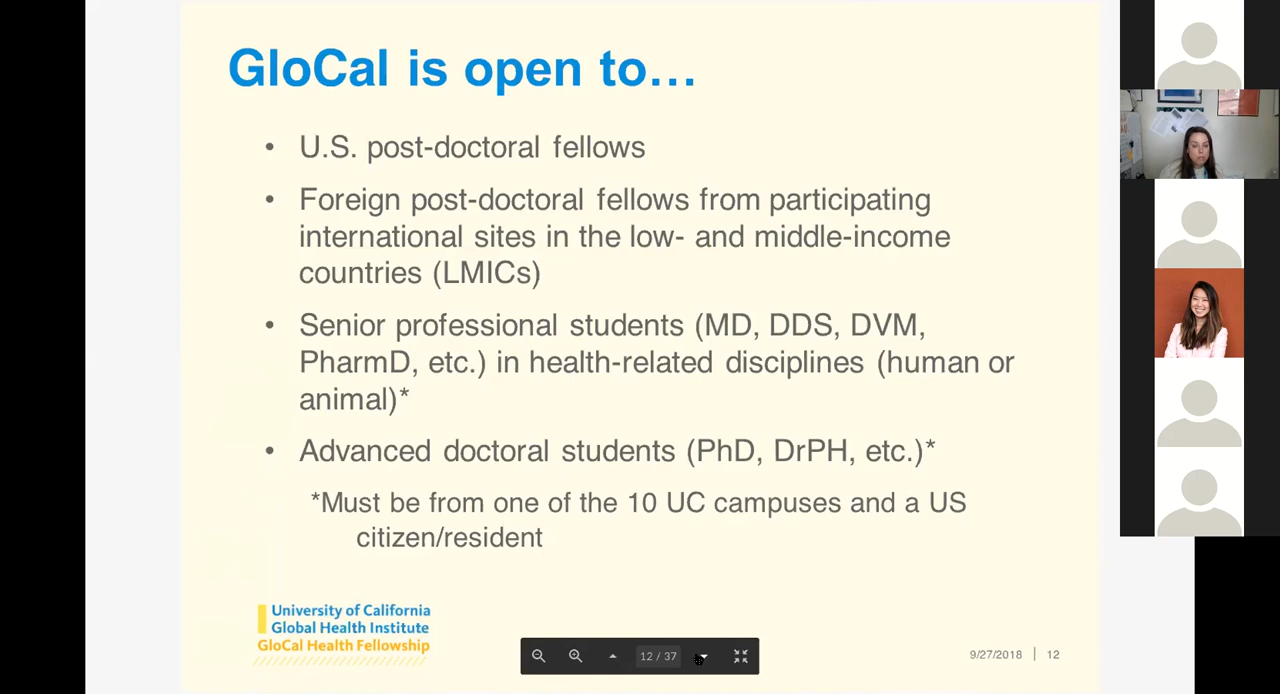 GloCal is open to…
• U.S. post-doctoral fellows
• Foreign post-doctoral fellows from participating
international sites in the low- and middle-income
countries (LMICs)
• Senior professional students (MD, DDS, DVM,
PharmD, etc.) in health-related disciplines (human or
animal)*
• Advanced doctoral students (PhD, DrPH, etc.)*
*Must be from one of the 10 UC campuses and a US
citizen/resident
University of California
Global Health Institute
GloCal Health Fellowship
12 / 37
9/27/2018 | 12